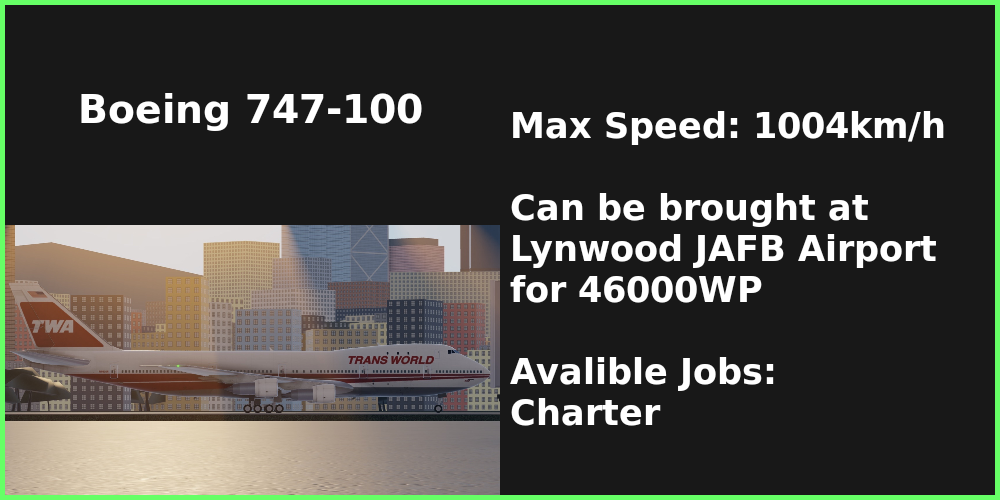 Boeing 747-100
Max Speed: 1004km/h
Can be brought at
Lynwood JAFB Airport
for 46000WP
Avalible Jobs:
Charter
TWA
TRANS WORLD